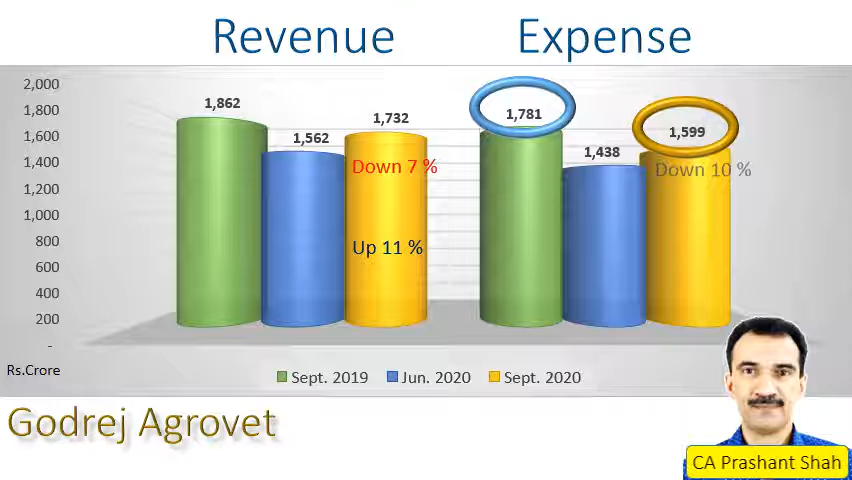 Revenue Expense
2,000
1,800
1,600
1,400
1,200
1,000
800
600
400
200
-
Rs.Crore
1,862
1,562
1,732
Down 7 %
Up 11 %
1,781
1,438
1,599
Down 10 %
Sept. 2019 Jun. 2020 Sept. 2020
Godrej Agrovet
CA Prashant Shah